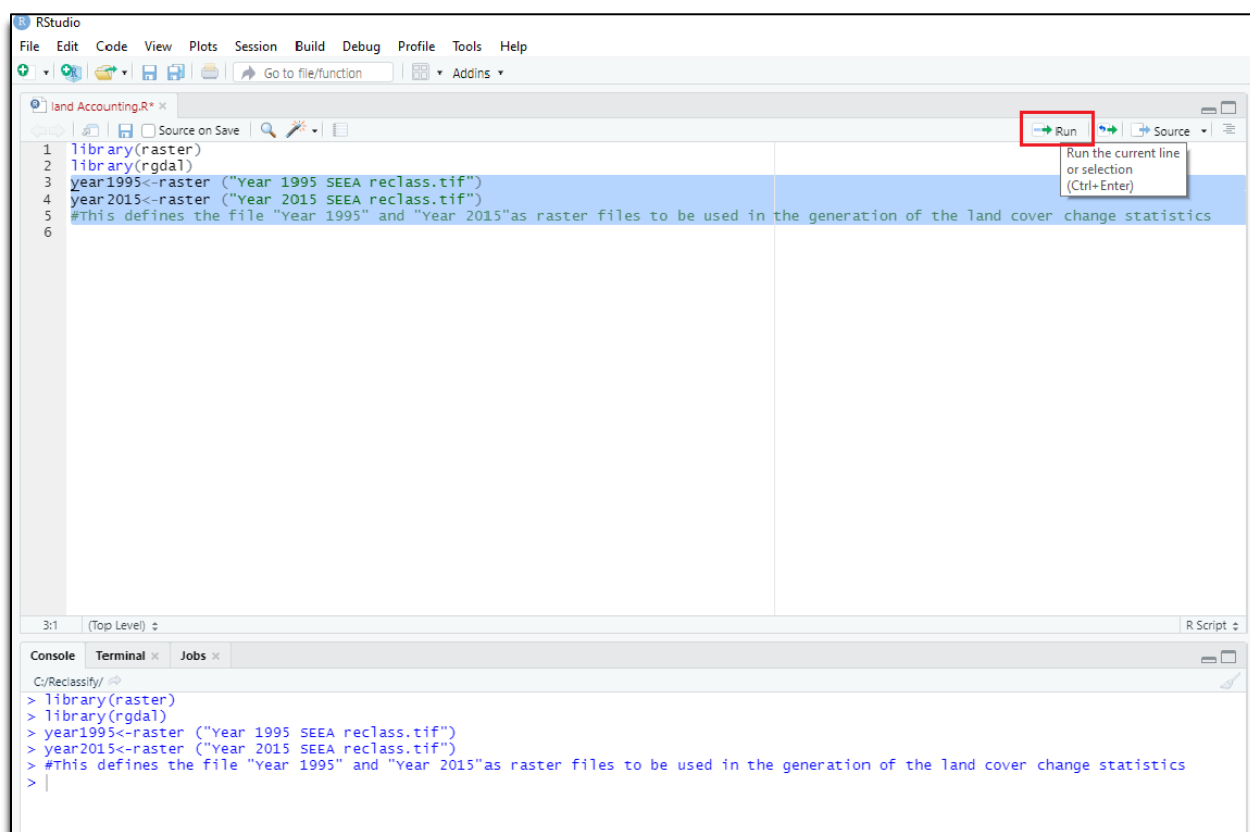 RStudio
File Edit Code View Plots Session Build Debug Profile Tools Help
Go to file/function Addins
land Accounting.R*
Source on Save Run Source
Run the current line
or selection
(Ctrl+Enter)
1 library(raster)
2 library(rgdal)
3 year1995<-raster ("Year 1995 SEEA reclass.tif")
4 year2015<-raster ("Year 2015 SEEA reclass.tif")
5 #This defines the file "Year 1995" and "Year 2015"as raster files to be used in the generation of the land cover change statistics
6
3:1 (Top Level) R Script
Console Terminal Jobs
C:/Reclassify/
> library(raster)
> library(rgdal)
> year1995<-raster ("Year 1995 SEEA reclass.tif")
> year2015<-raster ("Year 2015 SEEA reclass.tif")
> #This defines the file "Year 1995" and "Year 2015"as raster files to be used in the generation of the land cover change statistics
>